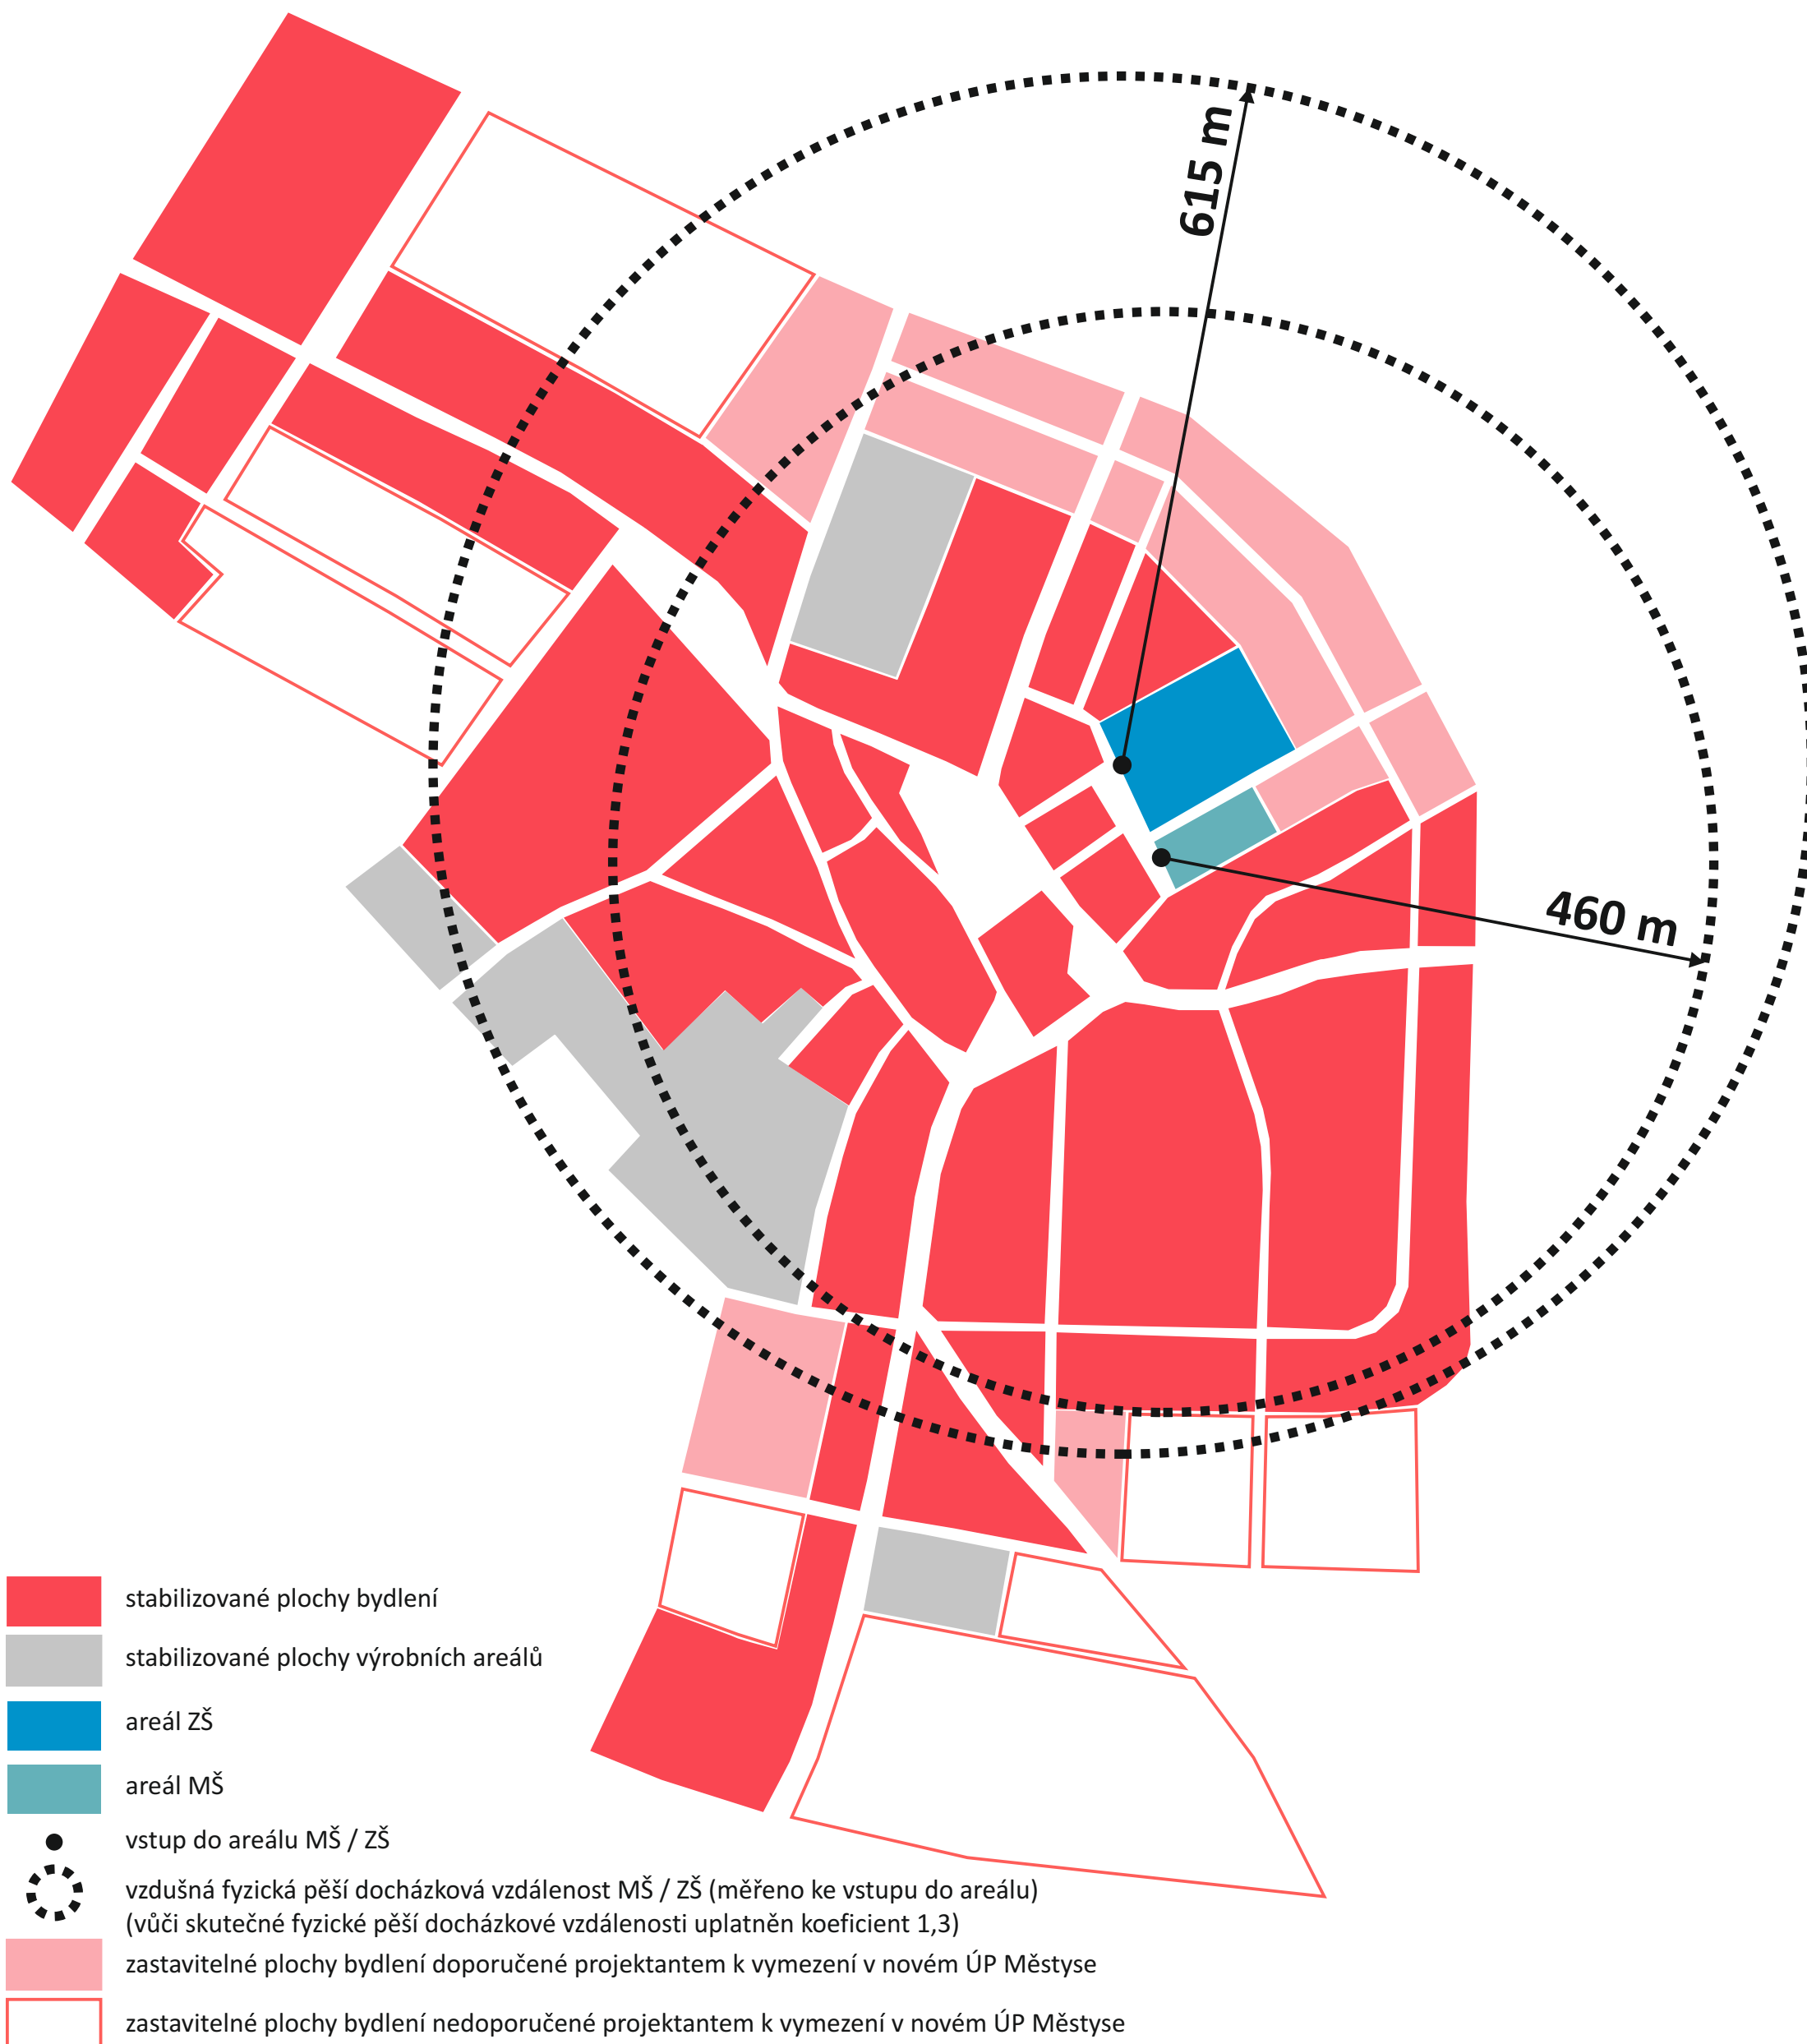 615 m
460 m
stabilizované plochy bydlení
stabilizované plochy výrobních areálů
areál ZŠ
areál MŠ
vstup do areálu MŠ / ZŠ
vzdušná fyzická pěší docházková vzdálenost MŠ / ZŠ (měřeno ke vstupu do areálu)
(vůči skutečné fyzické pěší docházkové vzdálenosti uplatněn koeficient 1,3)
zastavitelné plochy bydlení doporučené projektantem k vymezení v novém ÚP Městyse
zastavitelné plochy bydlení nedoporučené projektantem k vymezení v novém ÚP Městyse